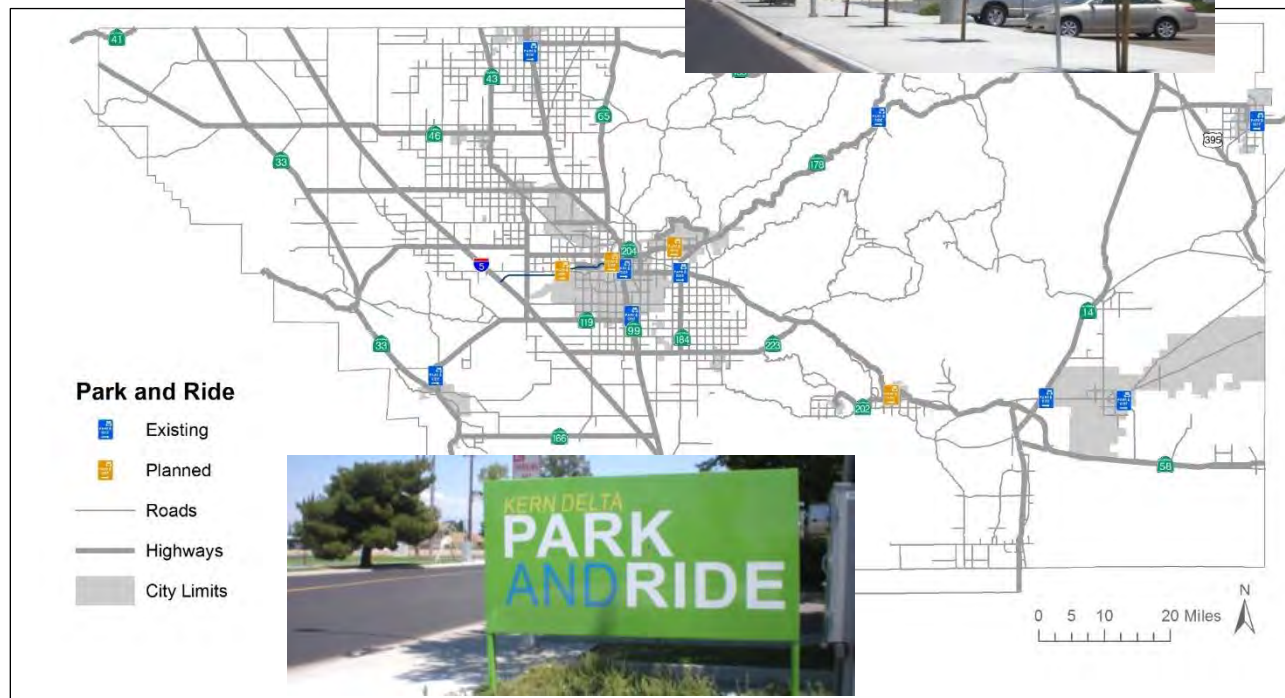 41
43
65
46
33
178
395
204
5
14
119
99
184
33
223
202
166
58
Park and Ride
Existing
Planned
Roads
Highways
City Limits
KERN DELTA
PARK
AND RIDE
N
0 5 10 20 Miles